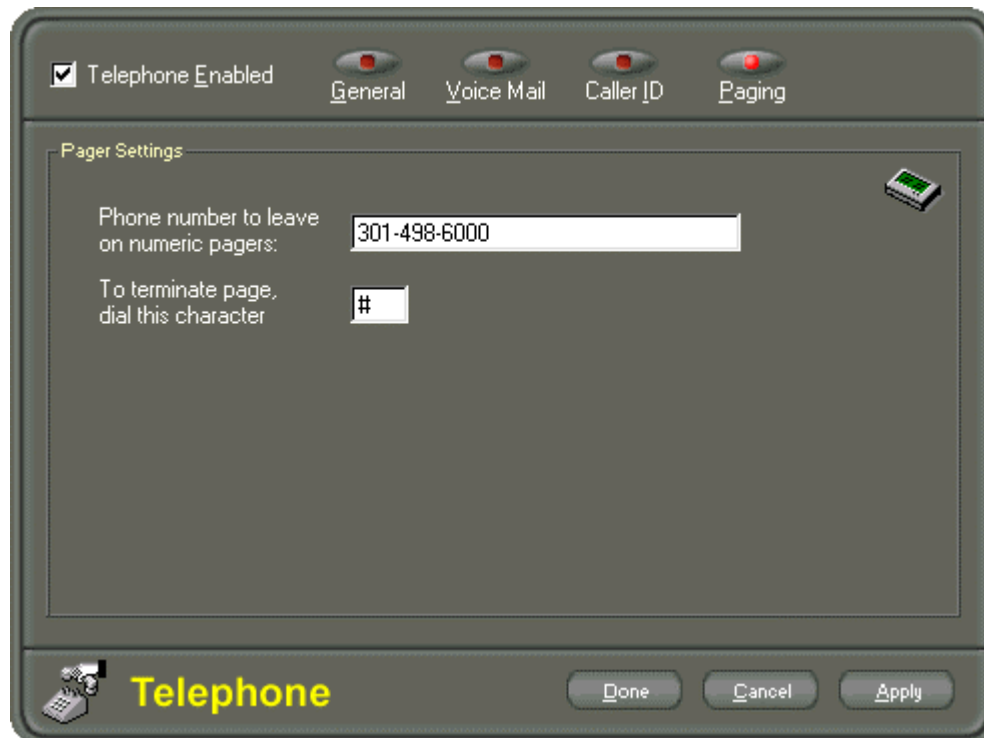 Telephone Enabled
General
Voice Mail
Caller ID
Paging
Pager Settings
Phone number to leave
on numeric pagers:
301-498-6000
To terminate page,
dial this character
#
Telephone
Done
Cancel
Apply